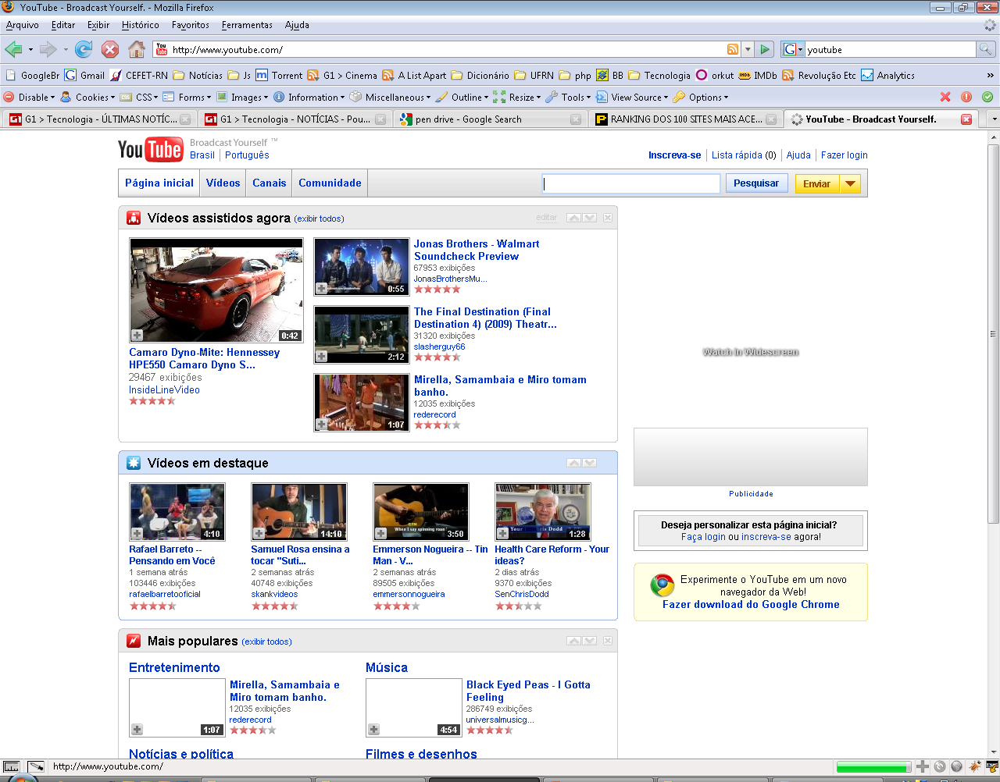 YouTube - Broadcast Yourself. - Mozilla Firefox
Arquivo Editar Exibir Histórico Favoritos Ferramentas Ajuda
You Tube http://www.youtube.com/ G youtube
GoogleBr Gmail CEFET-RN Notícias Js Torrent G1 > Cinema A List Apart Dicionário UFRN php BB Tecnologia orkut IMDb Revolução Etc Analytics »
Disable Cookies CSS Forms Images Information Miscellaneous Outline Resize Tools View Source Options
G1 > Tecnologia - ÚLTIMAS NOTÍC... G1 > Tecnologia - NOTÍCIAS - Pou... pen drive - Google Search RANKING DOS 100 SITES MAIS ACE... YouTube - Broadcast Yourself.
YouTube Broadcast Yourself ™
Brasil Português
Inscreva-se Lista rápida (0) Ajuda Fazer login
Página inicial Vídeos Canais Comunidade Pesquisar Enviar
Vídeos assistidos agora (exibir todos) editar
0:42
Camaro Dyno-Mite: Hennessey
HPE550 Camaro Dyno S...
29467 exibições
InsideLineVideo
0:55
Jonas Brothers - Walmart
Soundcheck Preview
67953 exibições
JonasBrothersMu...
2:12
The Final Destination (Final
Destination 4) (2009) Theatr...
31320 exibições
slasherguy66
1:07
Mirella, Samambaia e Miro tomam
banho.
12035 exibições
rederecord
Watch in Widescreen
Publicidade
Deseja personalizar esta página inicial?
Faça login ou inscreva-se agora!
Experimente o YouTube em um novo
navegador da Web!
Fazer download do Google Chrome
Vídeos em destaque
4:10
Rafael Barreto --
Pensando em Você
1 semana atrás
103446 exibições
rafaelbarretooficial
14:10
Samuel Rosa ensina a
tocar "Suti...
2 semanas atrás
40748 exibições
skankvideos
When I say spinning roun
3:50
Emmerson Nogueira -- Tin
Man - V...
2 semanas atrás
89505 exibições
emmersonnogueira
Your ris Dodd
1:28
Health Care Reform - Your
ideas?
2 dias atrás
9370 exibições
SenChrisDodd
Mais populares (exibir todos)
Entretenimento
1:07
Mirella, Samambaia e
Miro tomam banho.
12035 exibições
rederecord
Música
4:54
Black Eyed Peas - I Gotta
Feeling
286749 exibições
universalmusicg...
Notícias e política
Filmes e desenhos
http://www.youtube.com/